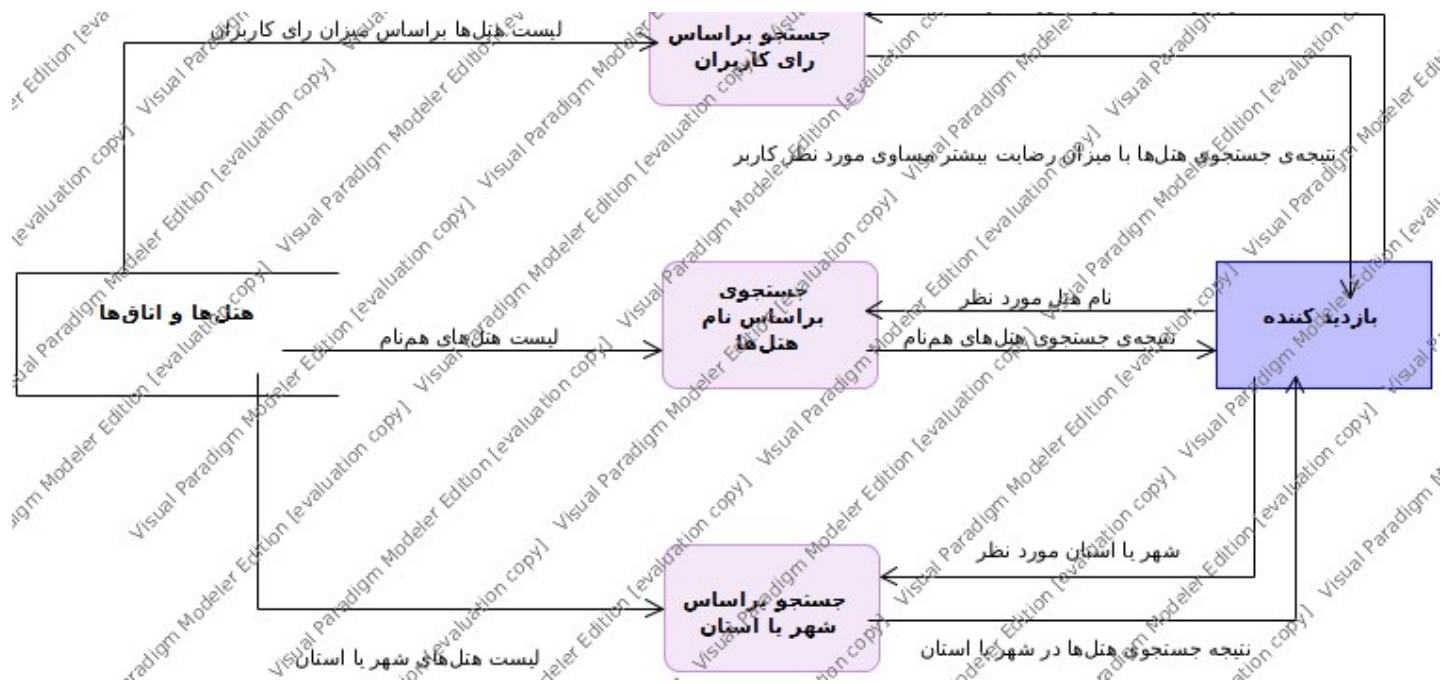 لیست هتل‌ها براساس میزان رای کاربران
جستجو براساس
رای کاربران
نتیجه‌ی جستجوی هتل‌ها با میزان رضایت بیشتر مساوی مورد نظر کاربر
هتل‌ها و اتاق‌ها
لیست هتل‌های هم‌نام
جستجوی
براساس نام
هتل‌ها
نام هتل مورد نظر
نتیجه‌ی جستجوی هتل‌های هم‌نام
بازدید کننده
شهر یا استان مورد نظر
جستجو براساس
شهر یا استان
لیست هتل‌های شهر یا استان
نتیجه جستجوی هتل‌ها در شهر یا استان
Visual Paradigm Modeler Edition [evaluation copy]